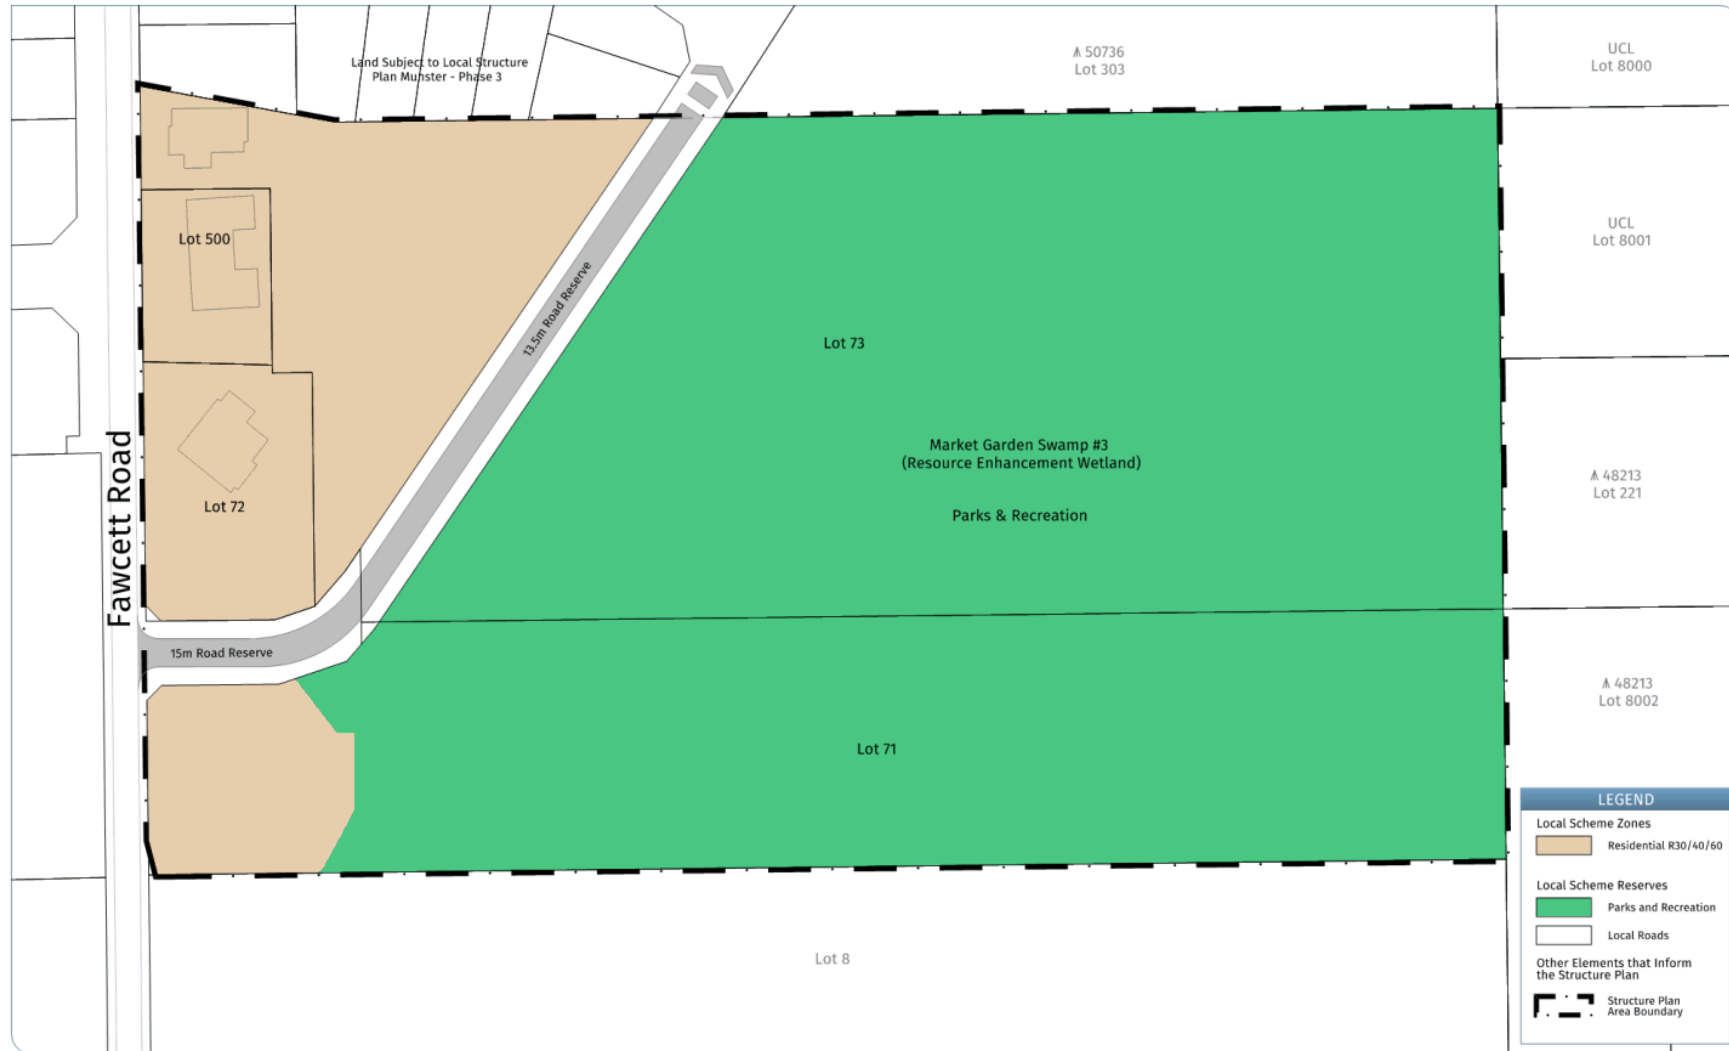 Land Subject to Local Structure
Plan Munster - Phase 3
50736
Lot 303
UCL
Lot 8000
Lot 500
UCL
Lot 8001
13.5m Road Reserve
Lot 73
Market Garden Swamp #3
(Resource Enhancement Wetland)
Parks & Recreation
48213
Lot 221
Lot 72
Fawcett Road
15m Road Reserve
48213
Lot 8002
Lot 71
Lot 8
LEGEND
Local Scheme Zones
Residential R30/40/60
Local Scheme Reserves
Parks and Recreation
Local Roads
Other Elements that Inform
the Structure Plan
Structure Plan
Area Boundary